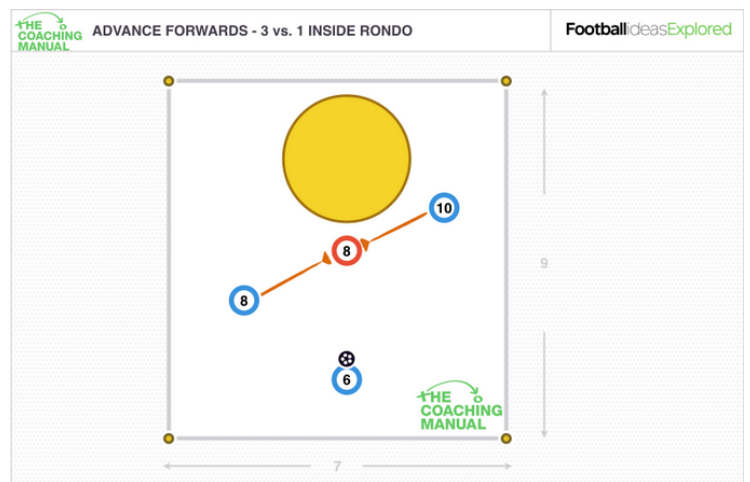 THE
COACHING
MANUAL
ADVANCE FORWARDS - 3 vs. 1 INSIDE RONDO
FootballIdeasExplored
10
8
8
9
6
THE
COACHING
MANUAL
7